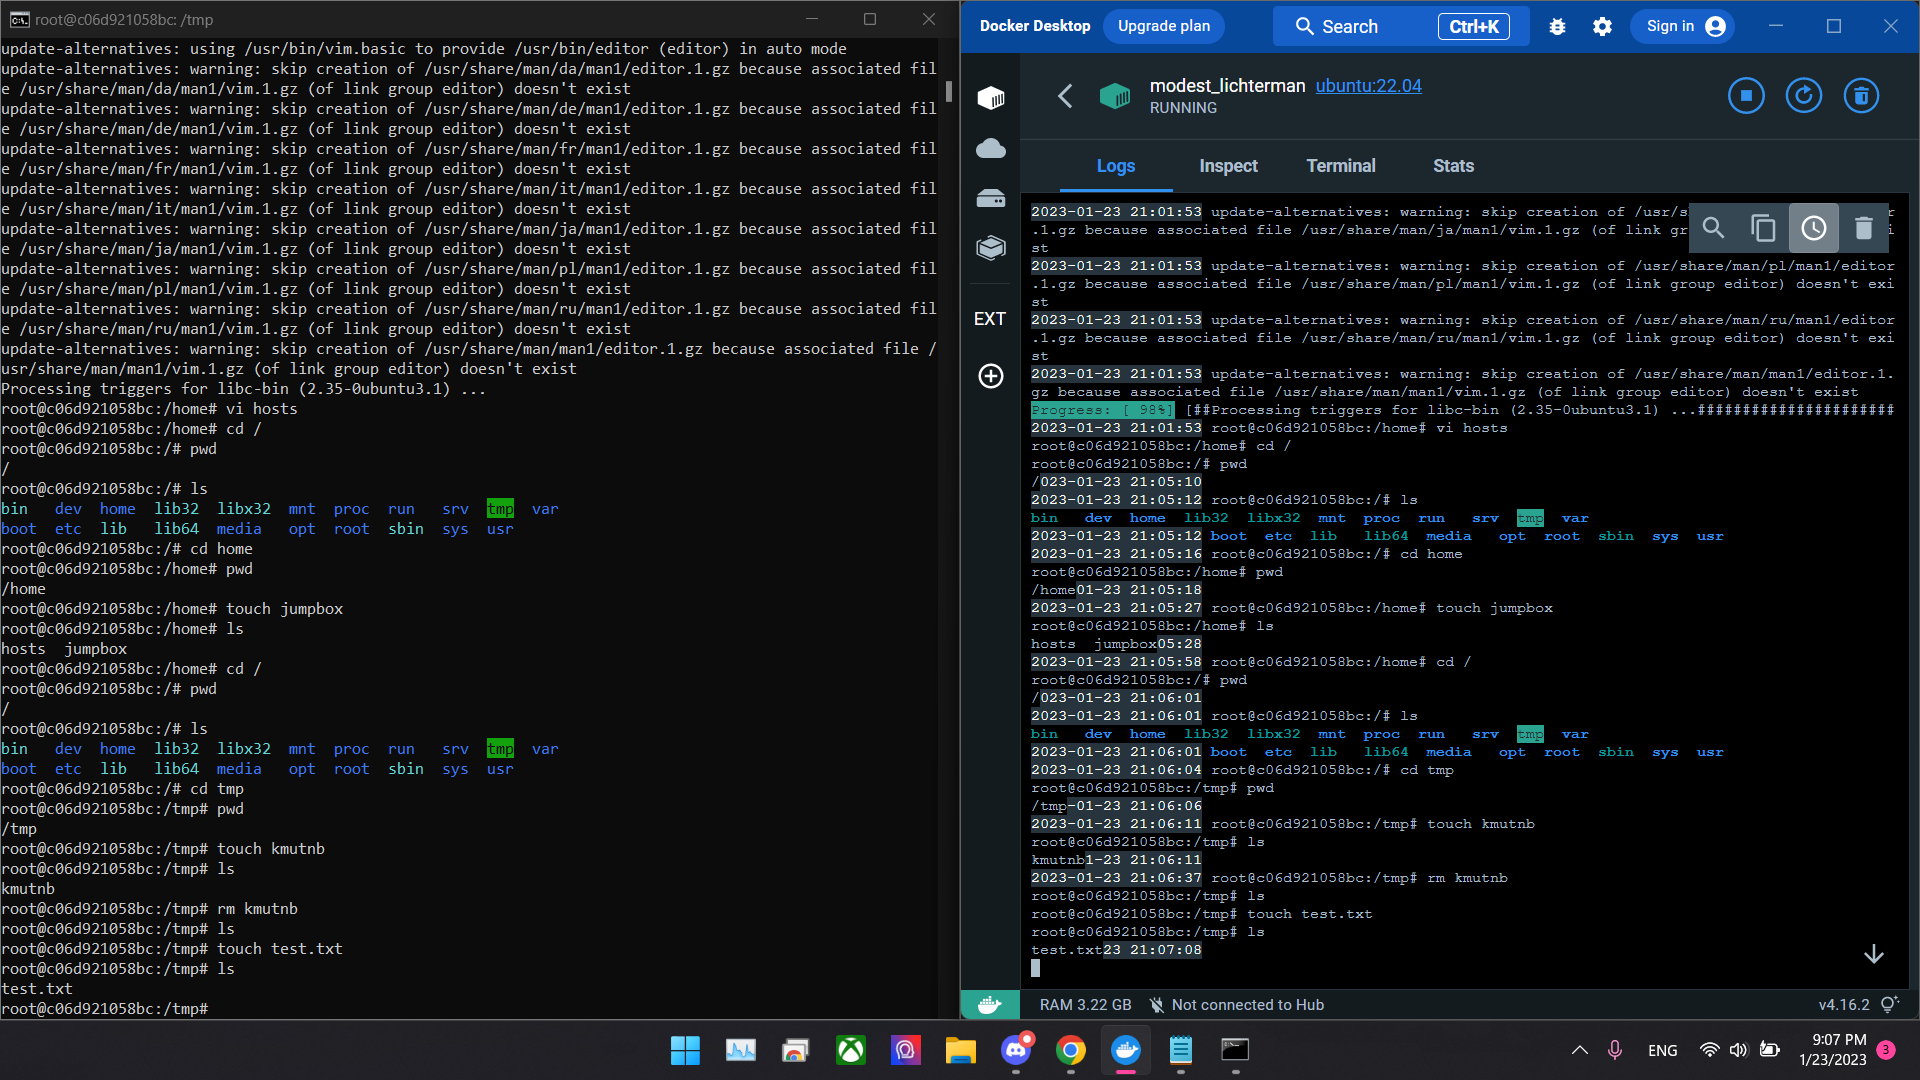 root@c06d921058bc: /tmp
update-alternatives: using /usr/bin/vim.basic to provide /usr/bin/editor (editor) in auto mode
update-alternatives: warning: skip creation of /usr/share/man/da/man1/editor.1.gz because associated fil
e /usr/share/man/da/man1/vim.1.gz (of link group editor) doesn't exist
update-alternatives: warning: skip creation of /usr/share/man/de/man1/editor.1.gz because associated fil
e /usr/share/man/de/man1/vim.1.gz (of link group editor) doesn't exist
update-alternatives: warning: skip creation of /usr/share/man/fr/man1/editor.1.gz because associated fil
e /usr/share/man/fr/man1/vim.1.gz (of link group editor) doesn't exist
update-alternatives: warning: skip creation of /usr/share/man/it/man1/editor.1.gz because associated fil
e /usr/share/man/it/man1/vim.1.gz (of link group editor) doesn't exist
update-alternatives: warning: skip creation of /usr/share/man/ja/man1/editor.1.gz because associated fil
e /usr/share/man/ja/man1/vim.1.gz (of link group editor) doesn't exist
update-alternatives: warning: skip creation of /usr/share/man/pl/man1/editor.1.gz because associated fil
e /usr/share/man/pl/man1/vim.1.gz (of link group editor) doesn't exist
update-alternatives: warning: skip creation of /usr/share/man/ru/man1/editor.1.gz because associated fil
e /usr/share/man/ru/man1/vim.1.gz (of link group editor) doesn't exist
update-alternatives: warning: skip creation of /usr/share/man/man1/editor.1.gz because associated file /
usr/share/man/man1/vim.1.gz (of link group editor) doesn't exist
Processing triggers for libc-bin (2.35-0ubuntu3.1) ...
root@c06d921058bc:/home# vi hosts
root@c06d921058bc:/home# cd /
root@c06d921058bc:/# pwd
/
root@c06d921058bc:/# ls
bin dev home lib32 libx32 mnt proc run srv tmp var
boot etc lib lib64 media opt root sbin sys usr
root@c06d921058bc:/# cd home
root@c06d921058bc:/home# pwd
/home
root@c06d921058bc:/home# touch jumpbox
root@c06d921058bc:/home# ls
hosts jumpbox
root@c06d921058bc:/home# cd /
root@c06d921058bc:/# pwd
/
root@c06d921058bc:/# ls
bin dev home lib32 libx32 mnt proc run srv tmp var
boot etc lib lib64 media opt root sbin sys usr
root@c06d921058bc:/# cd tmp
root@c06d921058bc:/tmp# pwd
/tmp
root@c06d921058bc:/tmp# touch kmutnb
root@c06d921058bc:/tmp# ls
kmutnb
root@c06d921058bc:/tmp# rm kmutnb
root@c06d921058bc:/tmp# ls
root@c06d921058bc:/tmp# touch test.txt
root@c06d921058bc:/tmp# ls
test.txt
root@c06d921058bc:/tmp#
Docker Desktop Upgrade plan Search Ctrl+K Sign in
modest_lichterman ubuntu:22.04
RUNNING
EXT
Logs Inspect Terminal Stats
2023-01-23 21:01:53 update-alternatives: warning: skip creation of /usr/s r
.1.gz because associated file /usr/share/man/ja/man1/vim.1.gz (of link gr i
st
2023-01-23 21:01:53 update-alternatives: warning: skip creation of /usr/share/man/pl/man1/editor
.1.gz because associated file /usr/share/man/pl/man1/vim.1.gz (of link group editor) doesn't exi
st
2023-01-23 21:01:53 update-alternatives: warning: skip creation of /usr/share/man/ru/man1/editor
.1.gz because associated file /usr/share/man/ru/man1/vim.1.gz (of link group editor) doesn't exi
st
2023-01-23 21:01:53 update-alternatives: warning: skip creation of /usr/share/man/man1/editor.1.
gz because associated file /usr/share/man/man1/vim.1.gz (of link group editor) doesn't exist
Progress: [ 98%] [##Processing triggers for libc-bin (2.35-0ubuntu3.1) ...######################
2023-01-23 21:01:53 root@c06d921058bc:/home# vi hosts
root@c06d921058bc:/home# cd /
root@c06d921058bc:/# pwd
/023-01-23 21:05:10
2023-01-23 21:05:12 root@c06d921058bc:/# ls
bin dev home lib32 libx32 mnt proc run srv tmp var
2023-01-23 21:05:12 boot etc lib lib64 media opt root sbin sys usr
2023-01-23 21:05:16 root@c06d921058bc:/# cd home
root@c06d921058bc:/home# pwd
/home01-23 21:05:18
2023-01-23 21:05:27 root@c06d921058bc:/home# touch jumpbox
root@c06d921058bc:/home# ls
hosts jumpbox05:28
2023-01-23 21:05:58 root@c06d921058bc:/home# cd /
root@c06d921058bc:/# pwd
/023-01-23 21:06:01
2023-01-23 21:06:01 root@c06d921058bc:/# ls
bin dev home lib32 libx32 mnt proc run srv tmp var
2023-01-23 21:06:01 boot etc lib lib64 media opt root sbin sys usr
2023-01-23 21:06:04 root@c06d921058bc:/# cd tmp
root@c06d921058bc:/tmp# pwd
/tmp-01-23 21:06:06
2023-01-23 21:06:11 root@c06d921058bc:/tmp# touch kmutnb
root@c06d921058bc:/tmp# ls
kmutnb1-23 21:06:11
2023-01-23 21:06:37 root@c06d921058bc:/tmp# rm kmutnb
root@c06d921058bc:/tmp# ls
root@c06d921058bc:/tmp# touch test.txt
root@c06d921058bc:/tmp# ls
test.txt23 21:07:08
RAM 3.22 GB Not connected to Hub v4.16.2
ENG 9:07 PM
1/23/2023 3